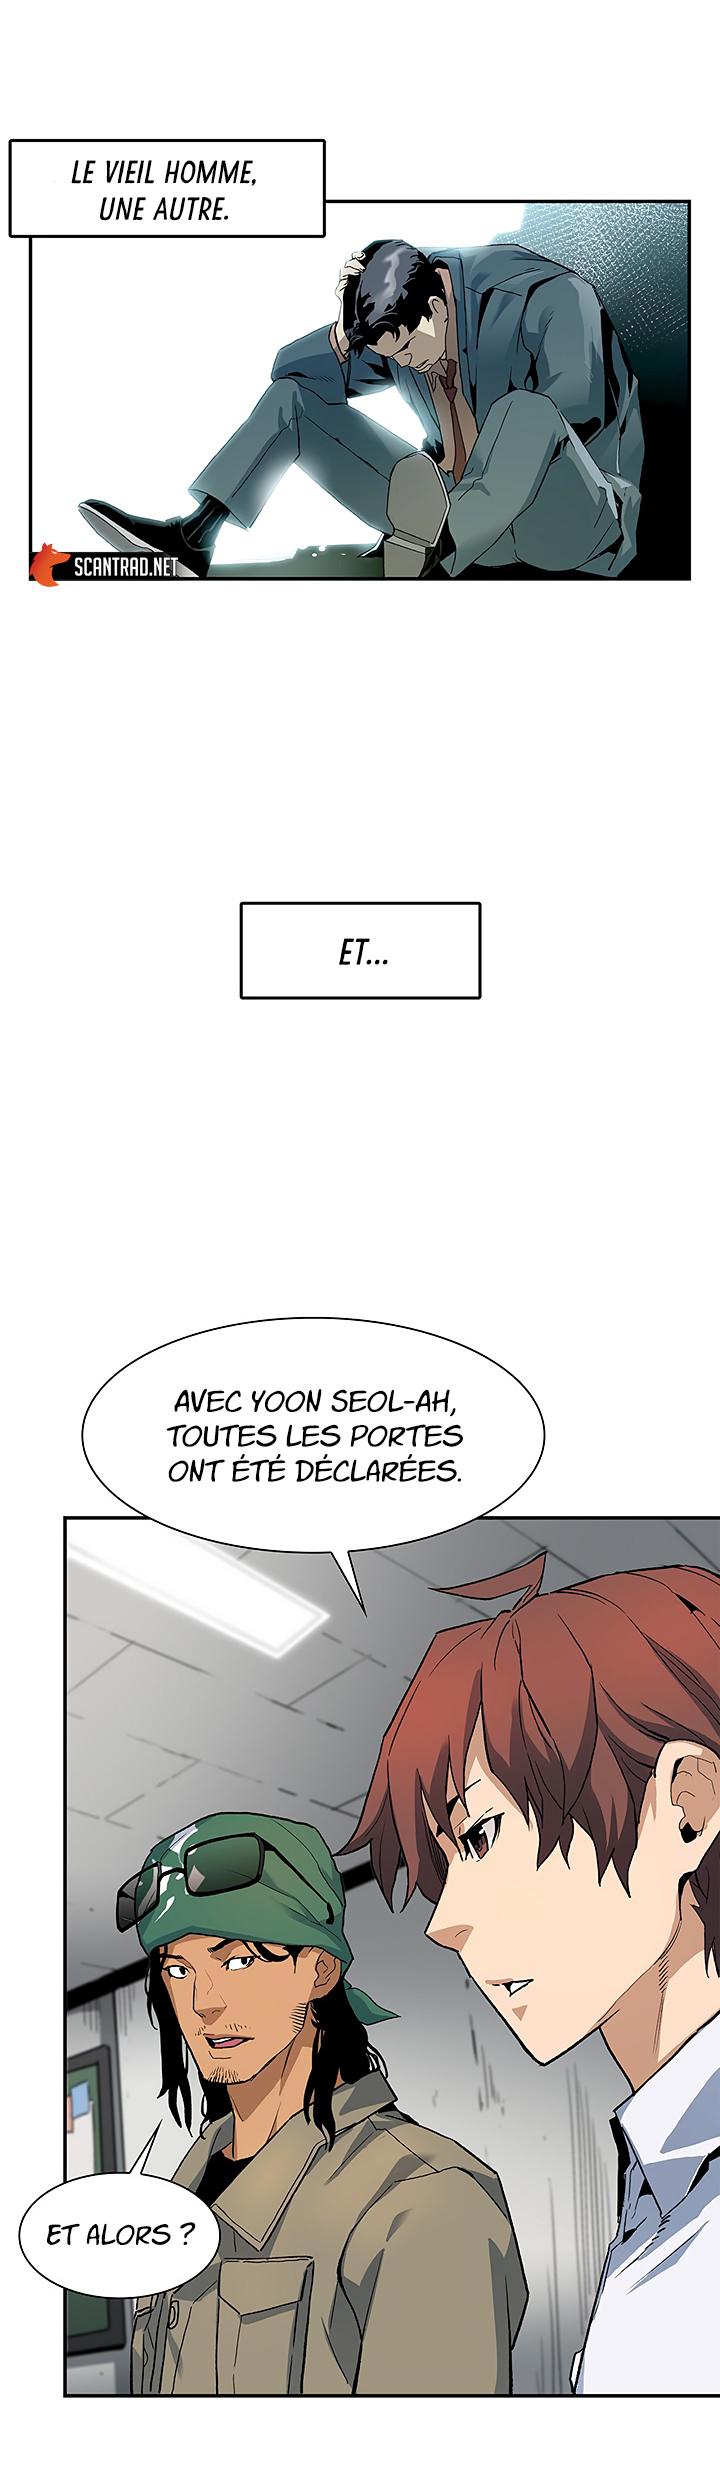 LE VIEIL HOMME,
UNE AUTRE.
SCANTRAD.NET
ET...
AVEC YOON SEOL-AH,
TOUTES LES PORTES
ONT ÉTÉ DÉCLARÉES.
ET ALORS ?